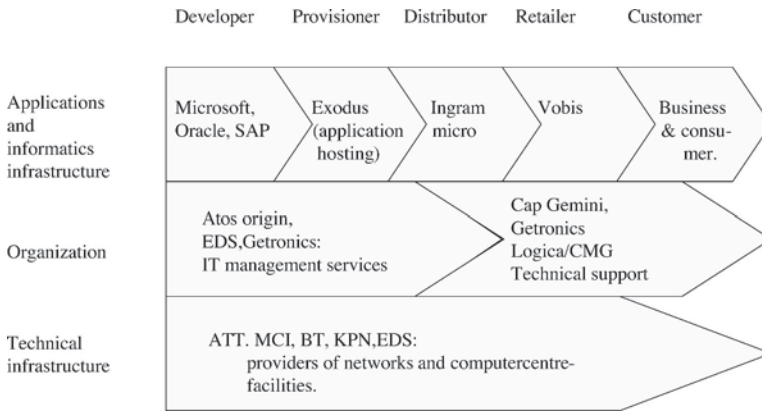 Developer Provisioner Distributor Retailer Customer
Applications
and
informatics
infrastructure
Microsoft,
Oracle, SAP
Exodus
(application
hosting)
Ingram
micro
Vobis
Business
& consu-
mer.
Organization
Atos origin,
EDS,Getronics:
IT management services
Cap Gemini,
Getronics
Logica/CMG
Technical support
Technical
infrastructure
ATT. MCI, BT, KPN,EDS:
providers of networks and computercentre-
facilities.